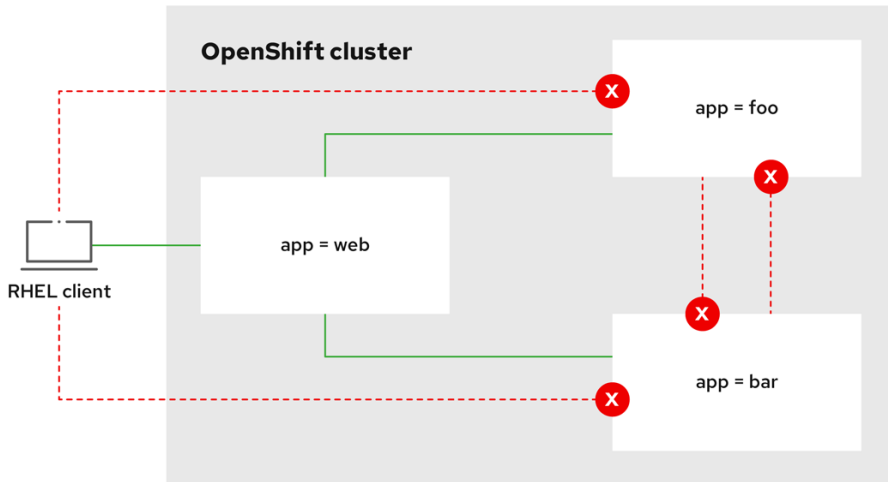 OpenShift cluster
X
app = foo
X
app = web
RHEL client
X
app = bar
X